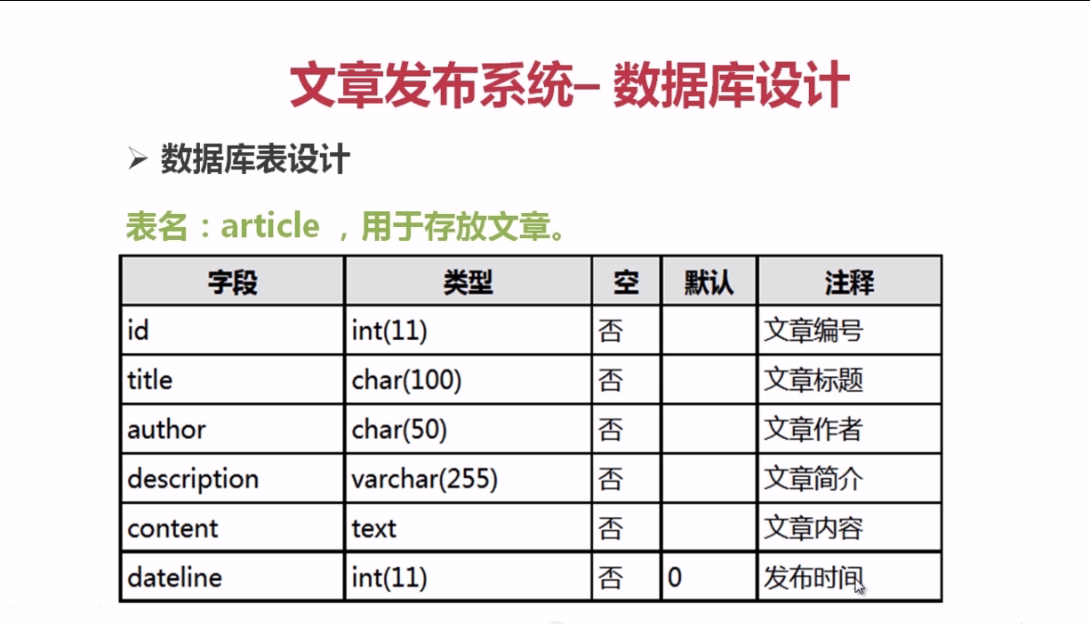 文章发布系统– 数据库设计
➢ 数据库表设计
表名：article ，用于存放文章。
字段 类型 空 默认 注释
id int(11) 否 文章编号
title char(100) 否 文章标题
author char(50) 否 文章作者
description varchar(255) 否 文章简介
content text 否 文章内容
dateline int(11) 否 0 发布时间